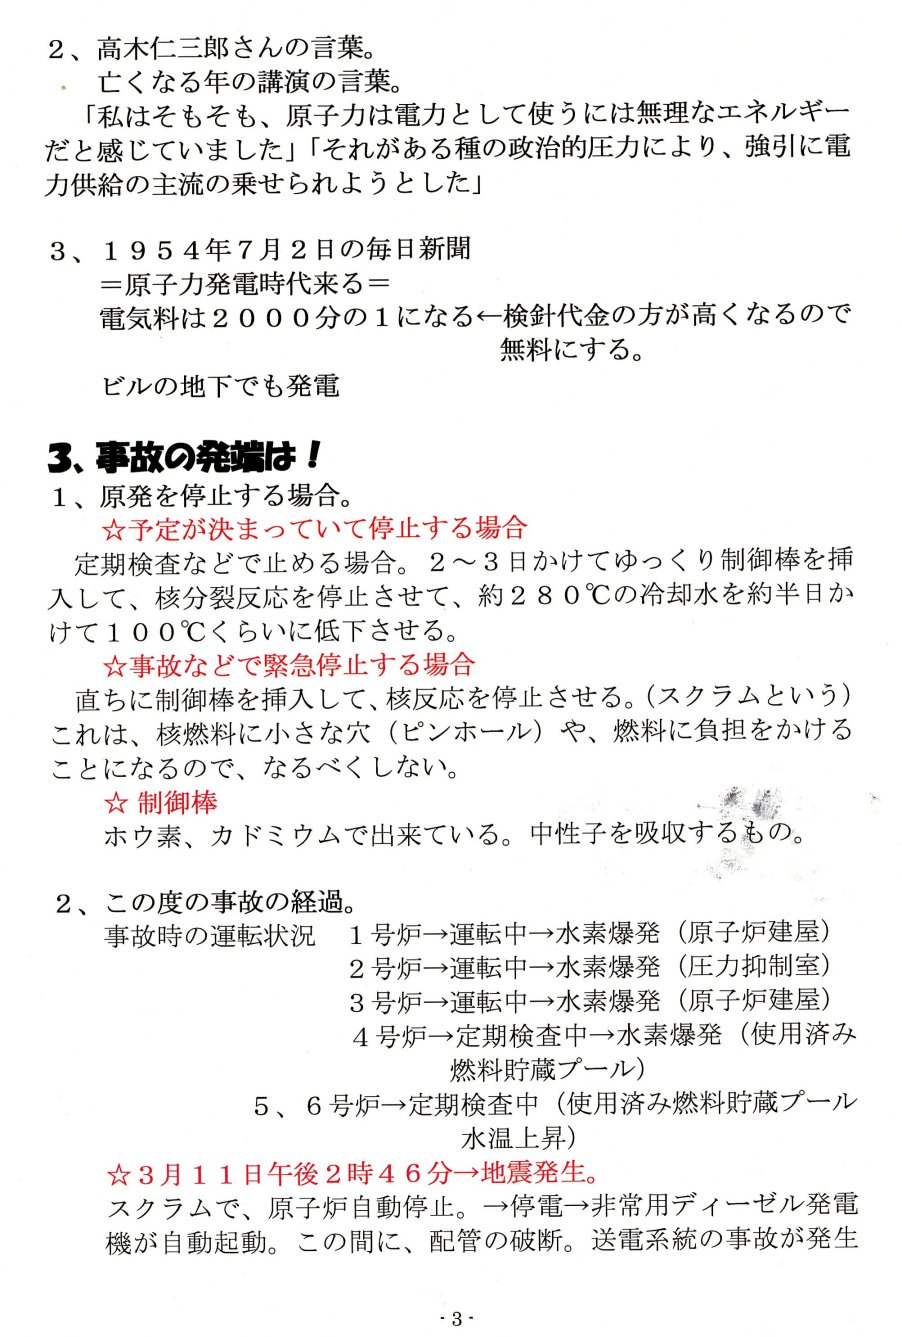 ２、高木仁三郎さんの言葉。
亡くなる年の講演の言葉。
「私はそもそも、原子力は電力として使うには無理なエネルギー
だと感じていました」「それがある種の政治的圧力により、強引に電
力供給の主流の乗せられようとした」
３、１９５４年７月２日の毎日新聞
＝原子力発電時代来る＝
電気料は２０００分の１になる←検針代金の方が高くなるので
無料にする。
ビルの地下でも発電
3、事故の発端は！
１、原発を停止する場合。
☆予定が決まっていて停止する場合
定期検査などで止める場合。２～３日かけてゆっくり制御棒を挿
入して、核分裂反応を停止させて、約２８０℃の冷却水を約半日か
けて１００℃くらいに低下させる。
☆事故などで緊急停止する場合
直ちに制御棒を挿入して、核反応を停止させる。（スクラムという）
これは、核燃料に小さな穴（ピンホール）や、燃料に負担をかける
ことになるので、なるべくしない。
☆ 制御棒
ホウ素、カドミウムで出来ている。中性子を吸収するもの。
２、この度の事故の経過。
事故時の運転状況　１号炉→運転中→水素爆発（原子炉建屋）
２号炉→運転中→水素爆発（圧力抑制室）
３号炉→運転中→水素爆発（原子炉建屋）
４号炉→定期検査中→水素爆発（使用済み
燃料貯蔵プール）
５、６号炉→定期検査中（使用済み燃料貯蔵プール
水温上昇）
☆３月１１日午後２時４６分→地震発生。
スクラムで、原子炉自動停止。→停電→非常用ディーゼル発電
機が自動起動。この間に、配管の破断。送電系統の事故が発生
- 3 -